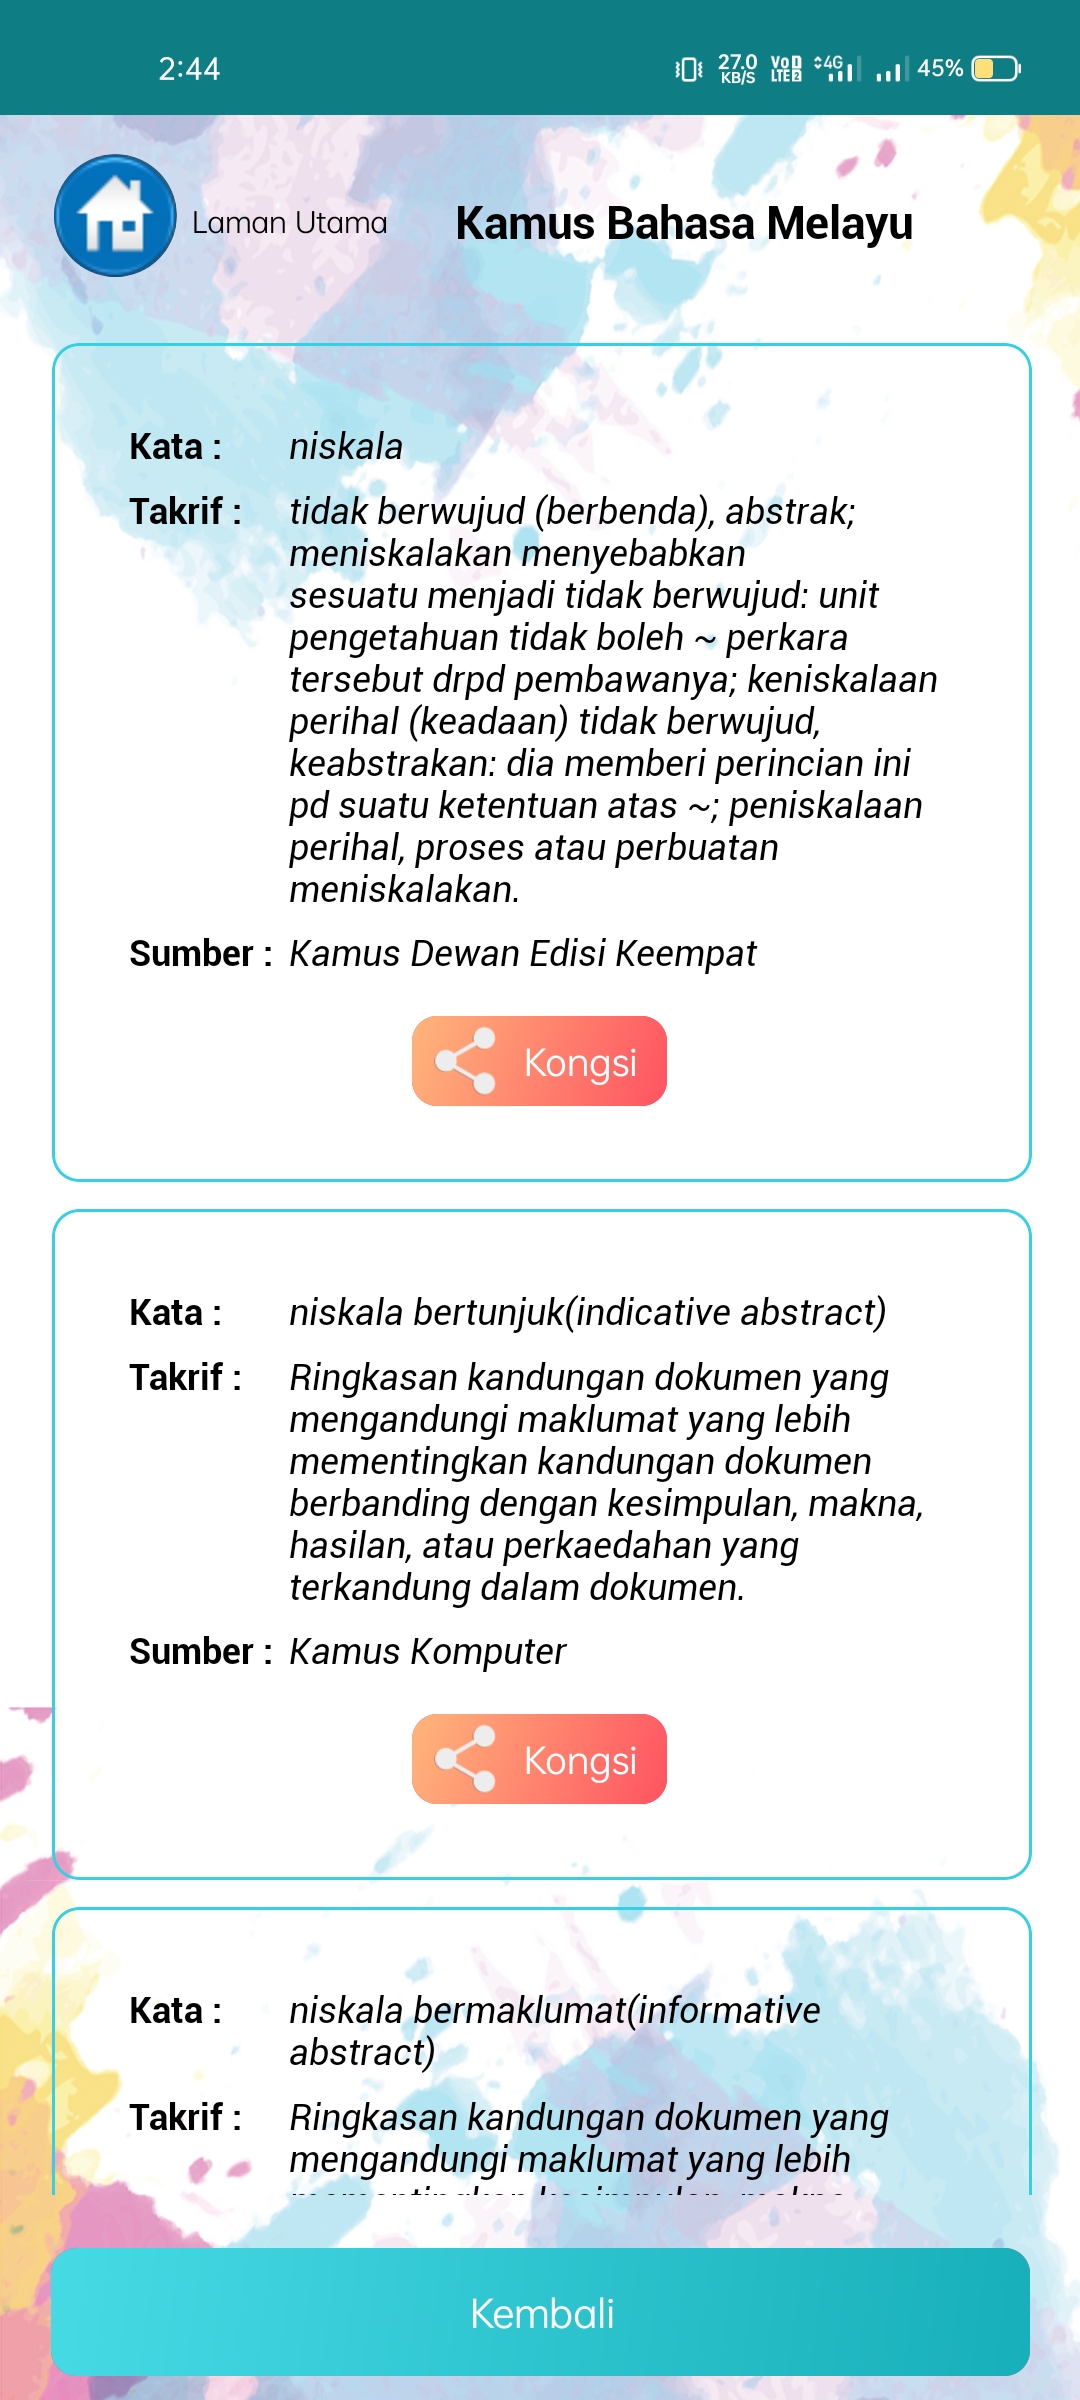 2:44
27.0 KB/S
Vo LTE 2
4G
45%
Laman Utama
Kamus Bahasa Melayu
Kata : niskala
Takrif : tidak berwujud (berbenda), abstrak;
meniskalakan menyebabkan
sesuatu menjadi tidak berwujud: unit
pengetahuan tidak boleh ~ perkara
tersebut drpd pembawanya; keniskalaan
perihal (keadaan) tidak berwujud,
keabstrakan: dia memberi perincian ini
pd suatu ketentuan atas ~; peniskalaan
perihal, proses atau perbuatan
meniskalakan.
Sumber : Kamus Dewan Edisi Keempat
Kongsi
Kata : niskala bertunjuk(indicative abstract)
Takrif : Ringkasan kandungan dokumen yang
mengandungi maklumat yang lebih
mementingkan kandungan dokumen
berbanding dengan kesimpulan, makna,
hasilan, atau perkaedahan yang
terkandung dalam dokumen.
Sumber : Kamus Komputer
Kongsi
Kata : niskala bermaklumat(informative
abstract)
Takrif : Ringkasan kandungan dokumen yang
mengandungi maklumat yang lebih
Kembali